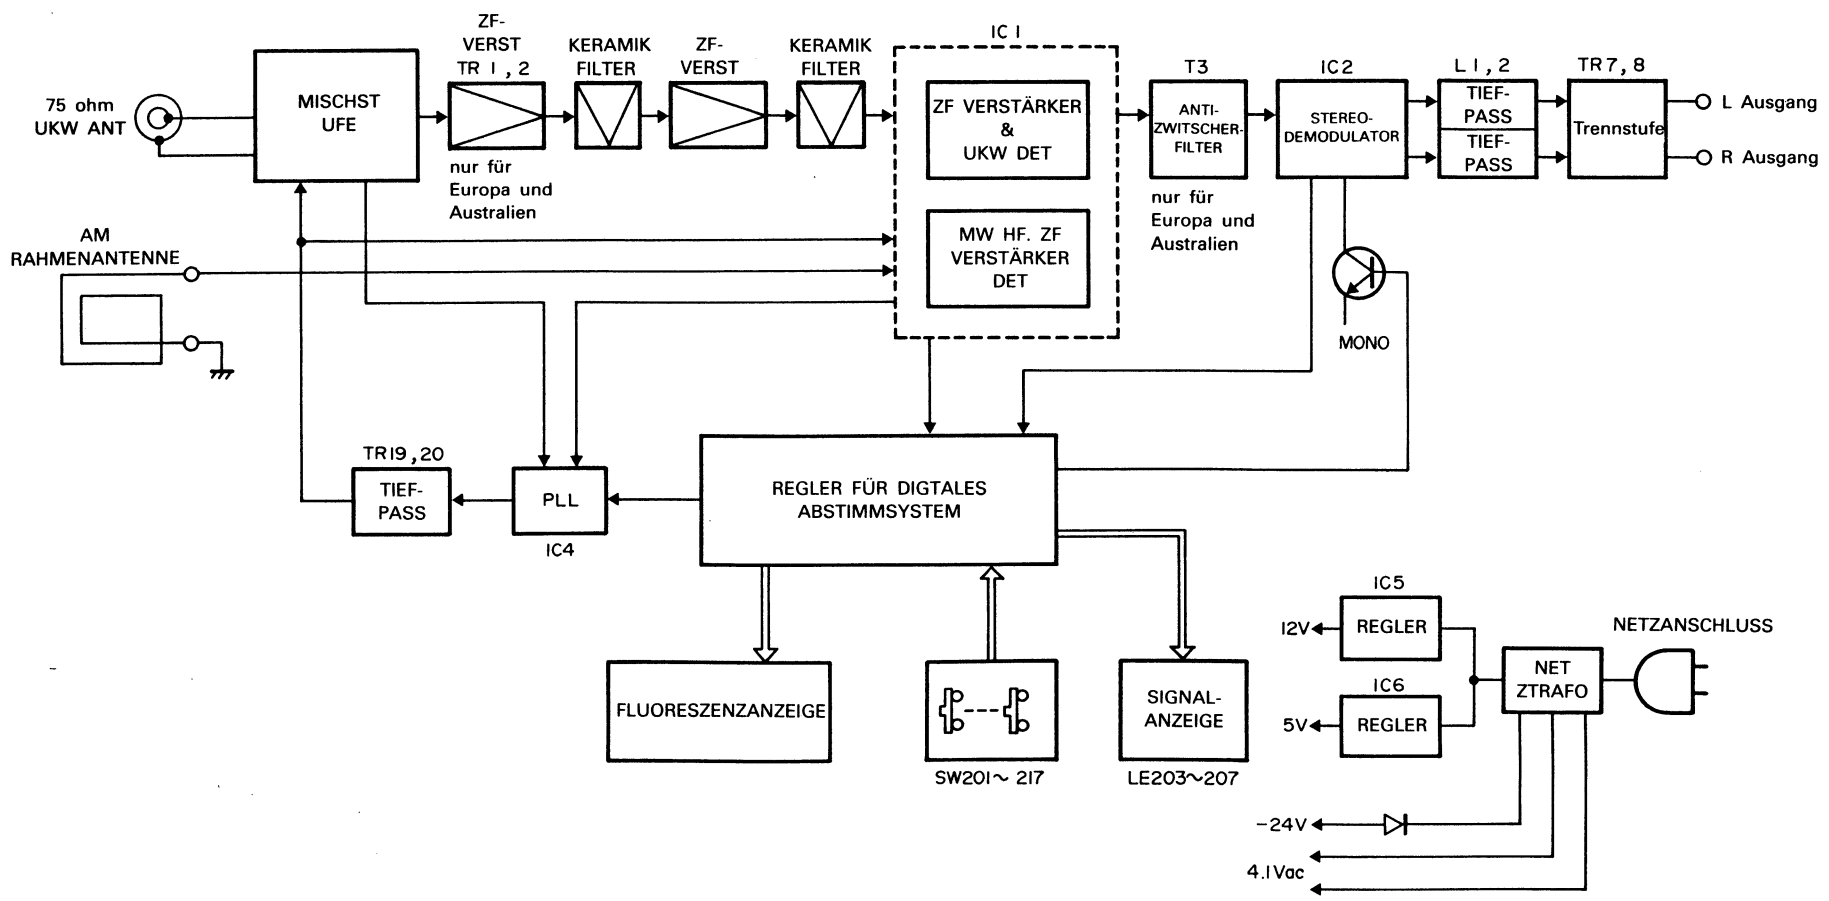 75 ohm
UKW ANT
MISCHST
UFE
ZF-
VERST
TR 1, 2
nur für
Europa und
Australien
KERAMIK
FILTER
ZF-
VERST
KERAMIK
FILTER
IC 1
ZF VERSTÄRKER
&
UKW DET
MW HF. ZF
VERSTÄRKER
DET
T3
ANTI-
ZWITSCHER-
FILTER
nur für
Europa und
Australien
IC2
STEREO-
DEMODULATOR
L1, 2
TIEF-
PASS
TIEF-
PASS
TR7, 8
Trennstufe
L Ausgang
R Ausgang
AM
RAHMENANTENNE
MONO
TR19, 20
TIEF-
PASS
PLL
IC4
REGLER FÜR DIGTALES
ABSTIMMSYSTEM
FLUORESZENZANZEIGE
SW201~ 217
SIGNAL-
ANZEIGE
LE203~207
IC5
12V
REGLER
IC6
5V
REGLER
NET
ZTRAFO
NETZANSCHLUSS
-24V
4.1Vac